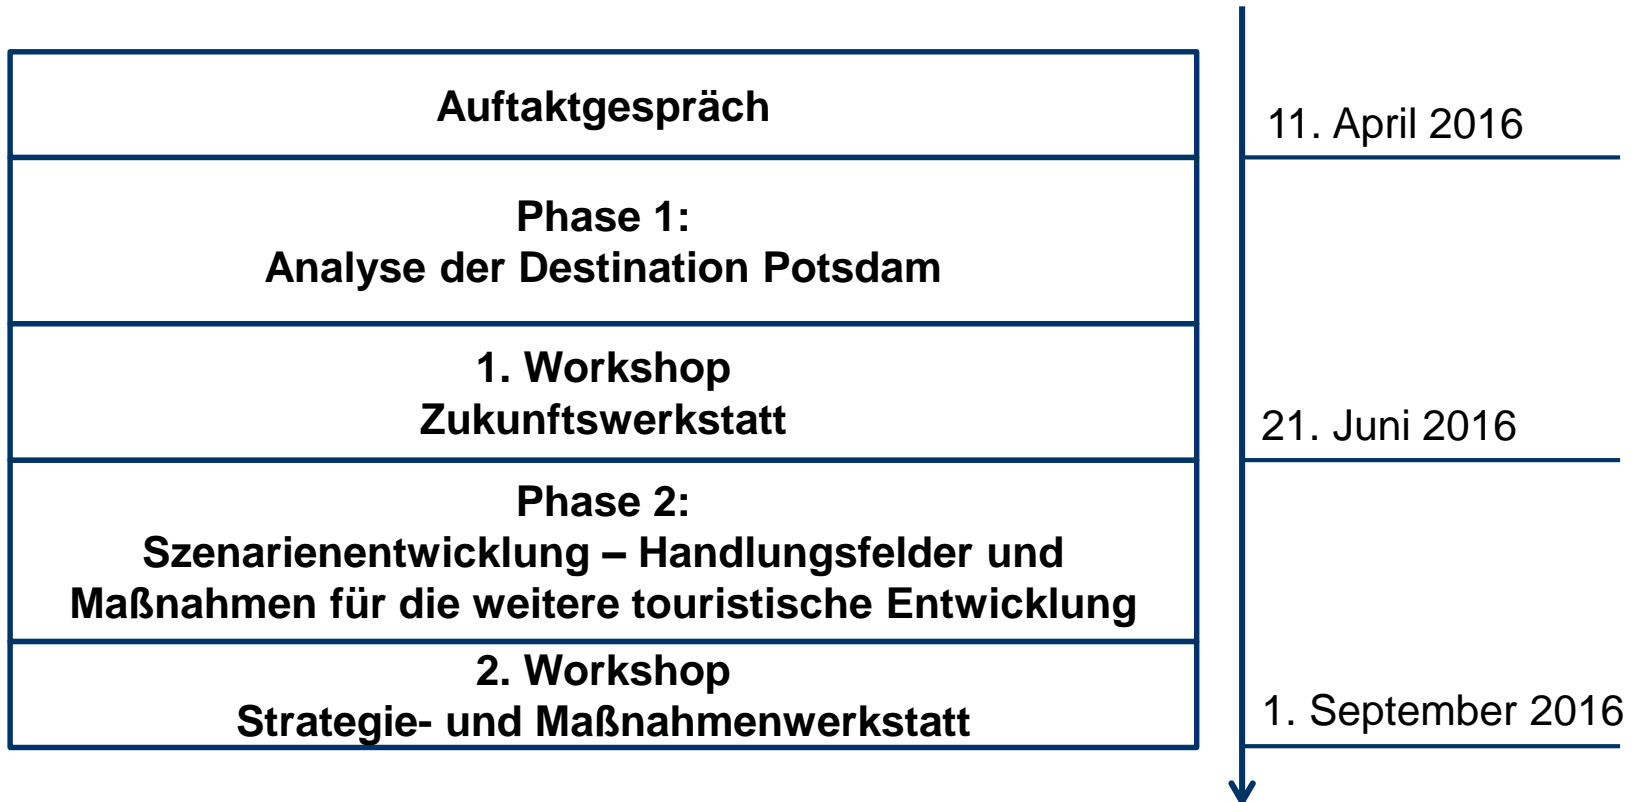 Auftaktgespräch
11. April 2016
Phase 1:
Analyse der Destination Potsdam
1. Workshop
Zukunftswerkstatt
21. Juni 2016
Phase 2:
Szenarienentwicklung – Handlungsfelder und
Maßnahmen für die weitere touristische Entwicklung
2. Workshop
Strategie- und Maßnahmenwerkstatt
1. September 2016